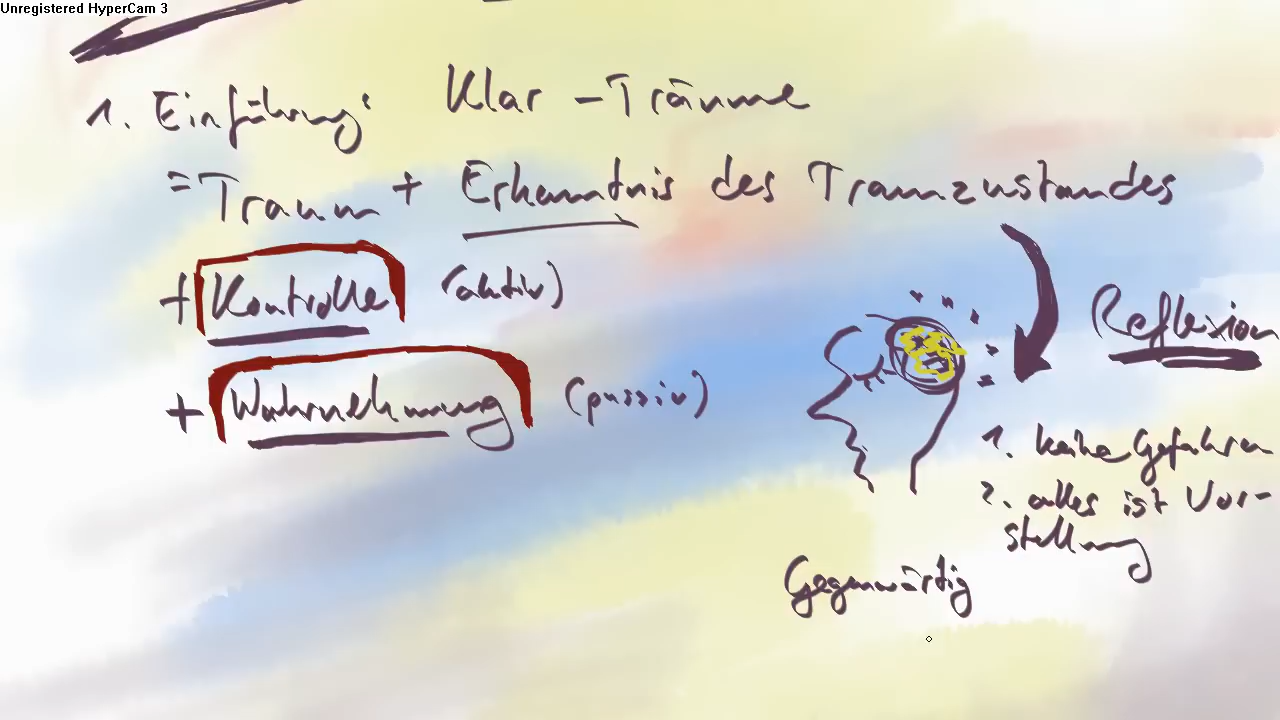 Unregistered HyperCam 3
1. Einführung: Klar-Träume
= Traum + Erkenntnis des Traumzustandes
+ Kontrolle (aktiv)
+ Wahrnehmung (passiv)
Reflexion
1. keine Gefahren
2. alles ist Vor-
stellung
Gegenwärtig